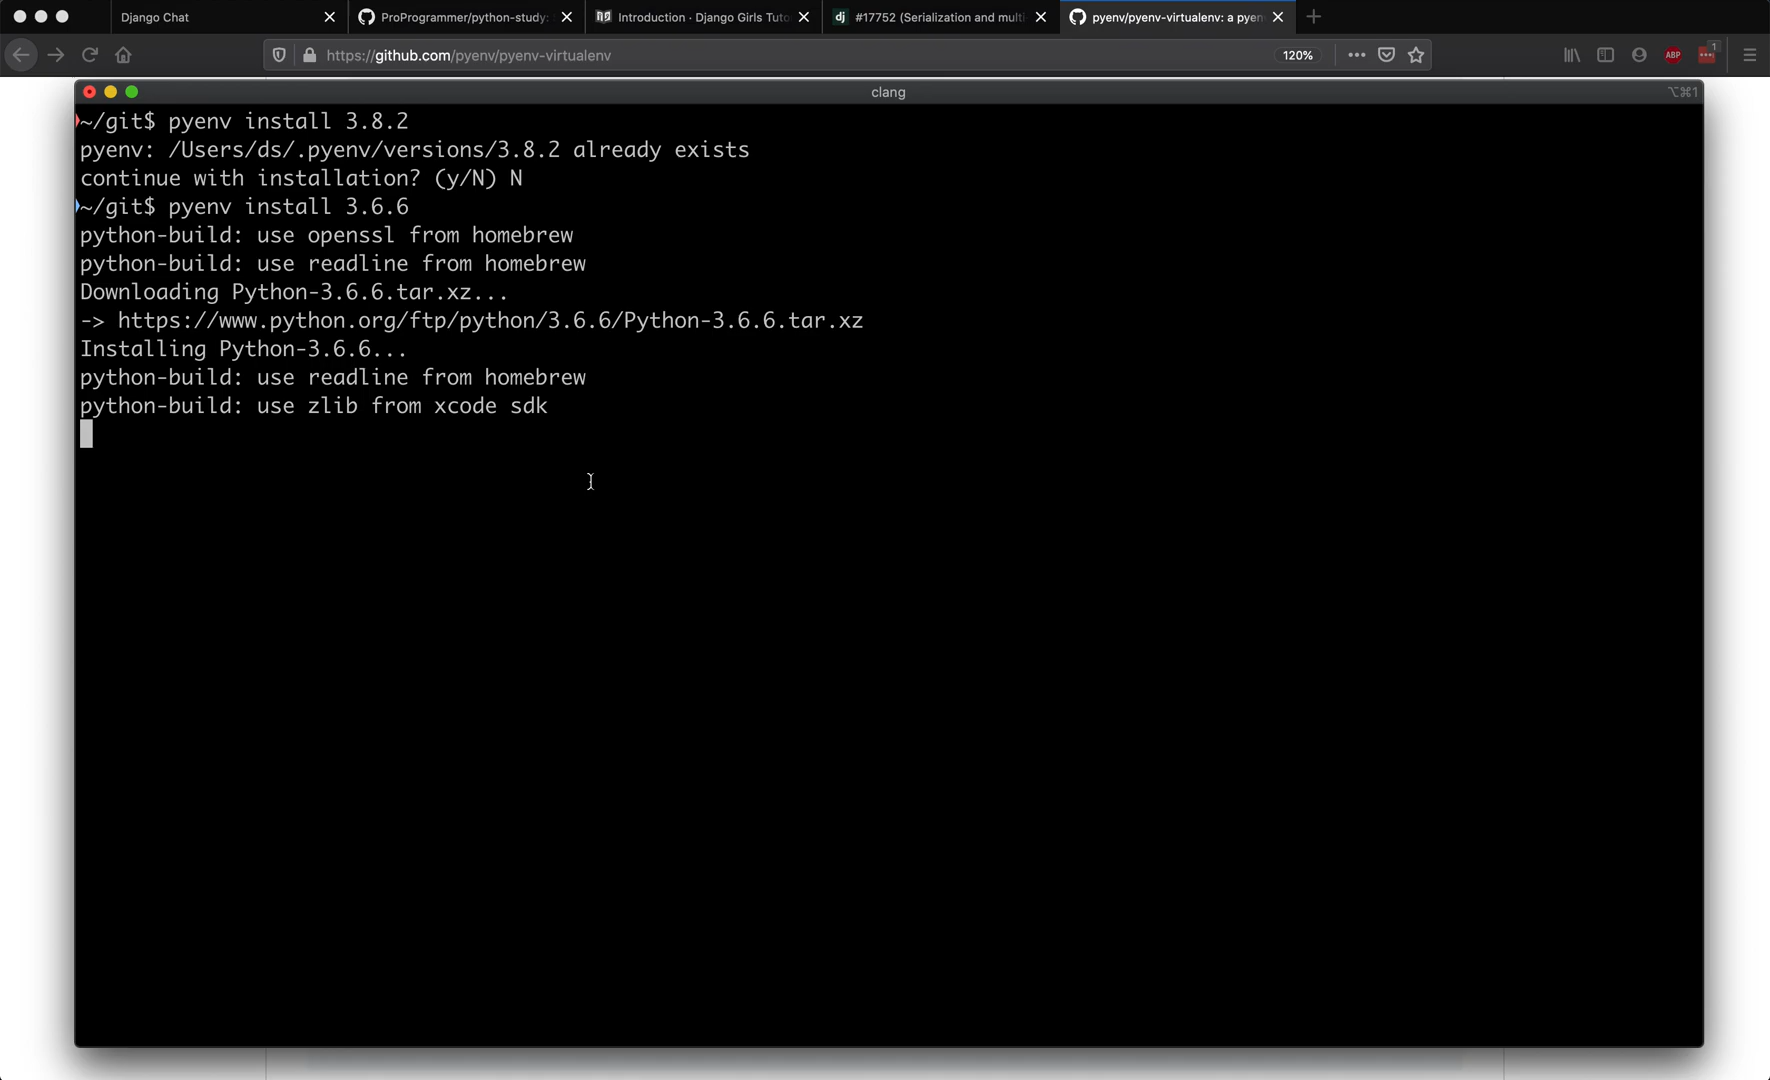 Django Chat
ProProgrammer/python-study:
Introduction · Django Girls Tuto
dj #17752 (Serialization and multi-
pyenv/pyenv-virtualenv: a pyen
https://github.com/pyenv/pyenv-virtualenv
120%
ABP
1
clang
⌥⌘1
~/git$ pyenv install 3.8.2
pyenv: /Users/ds/.pyenv/versions/3.8.2 already exists
continue with installation? (y/N) N
~/git$ pyenv install 3.6.6
python-build: use openssl from homebrew
python-build: use readline from homebrew
Downloading Python-3.6.6.tar.xz...
-> https://www.python.org/ftp/python/3.6.6/Python-3.6.6.tar.xz
Installing Python-3.6.6...
python-build: use readline from homebrew
python-build: use zlib from xcode sdk